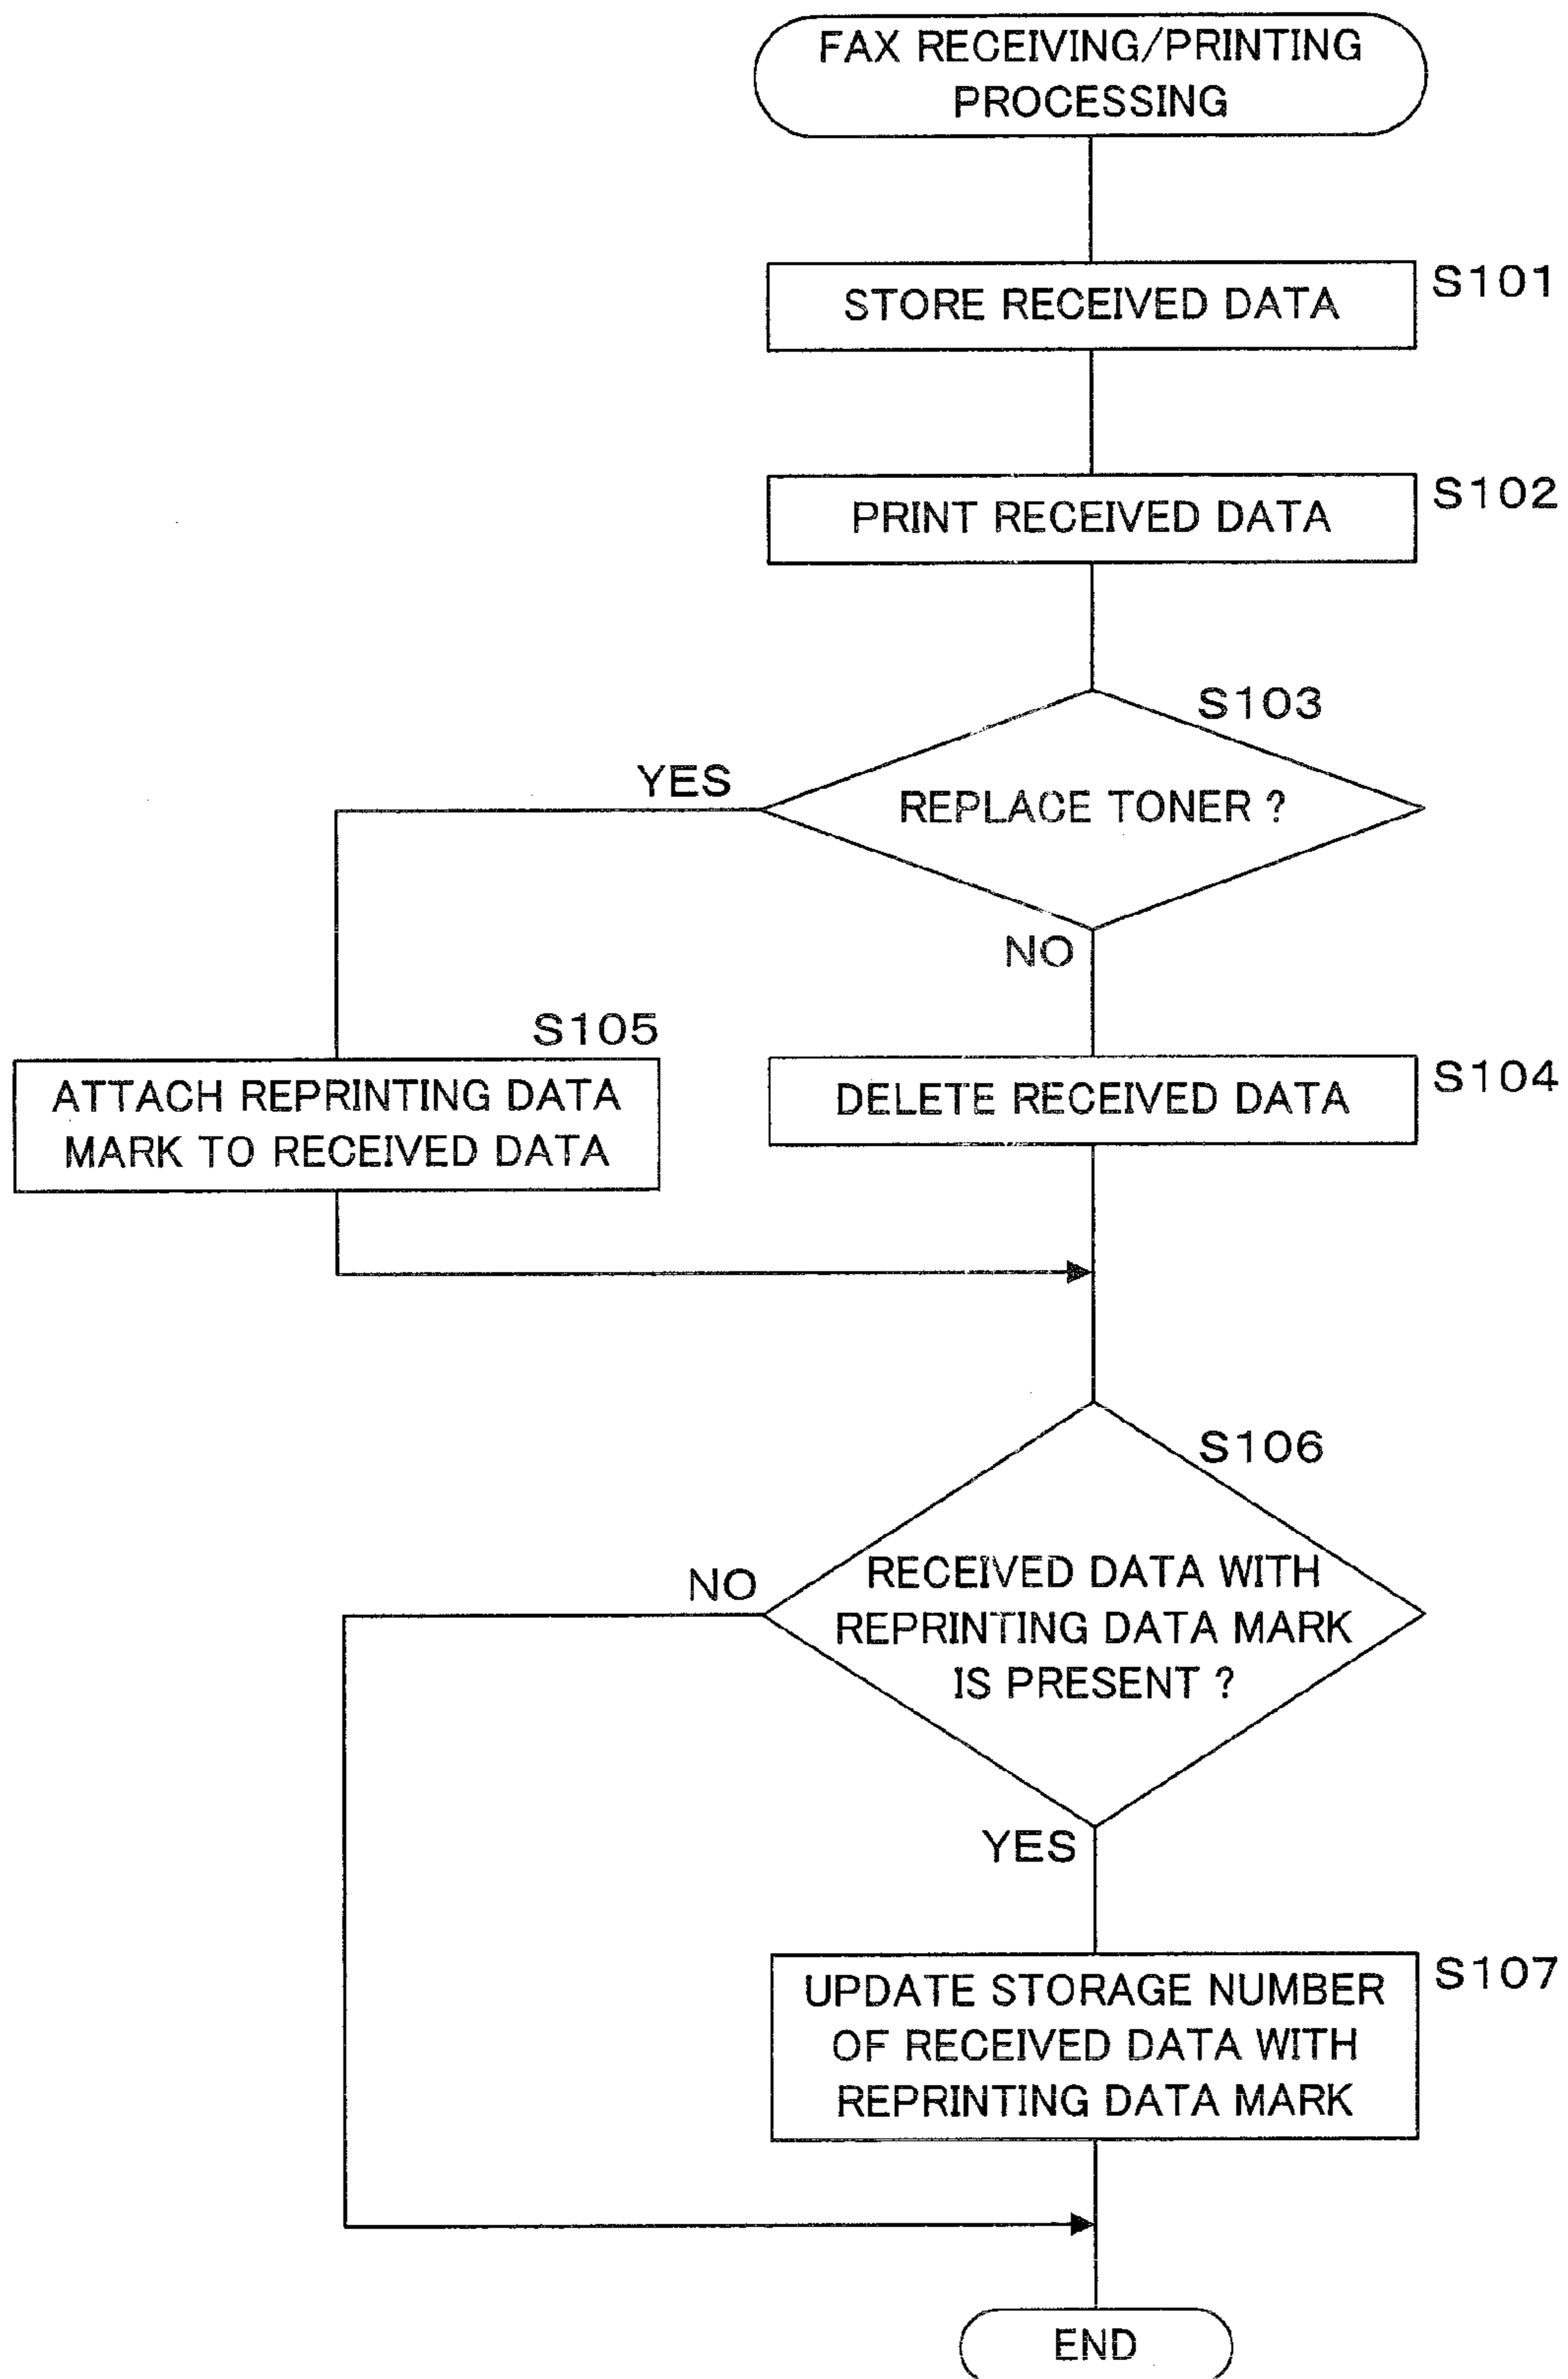 FAX RECEIVING/PRINTING
PROCESSING
S101
STORE RECEIVED DATA
S102
PRINT RECEIVED DATA
S103
YES
REPLACE TONER ?
NO
S105
ATTACH REPRINTING DATA
MARK TO RECEIVED DATA
S104
DELETE RECEIVED DATA
S106
NO
RECEIVED DATA WITH
REPRINTING DATA MARK
IS PRESENT ?
YES
S107
UPDATE STORAGE NUMBER
OF RECEIVED DATA WITH
REPRINTING DATA MARK
END